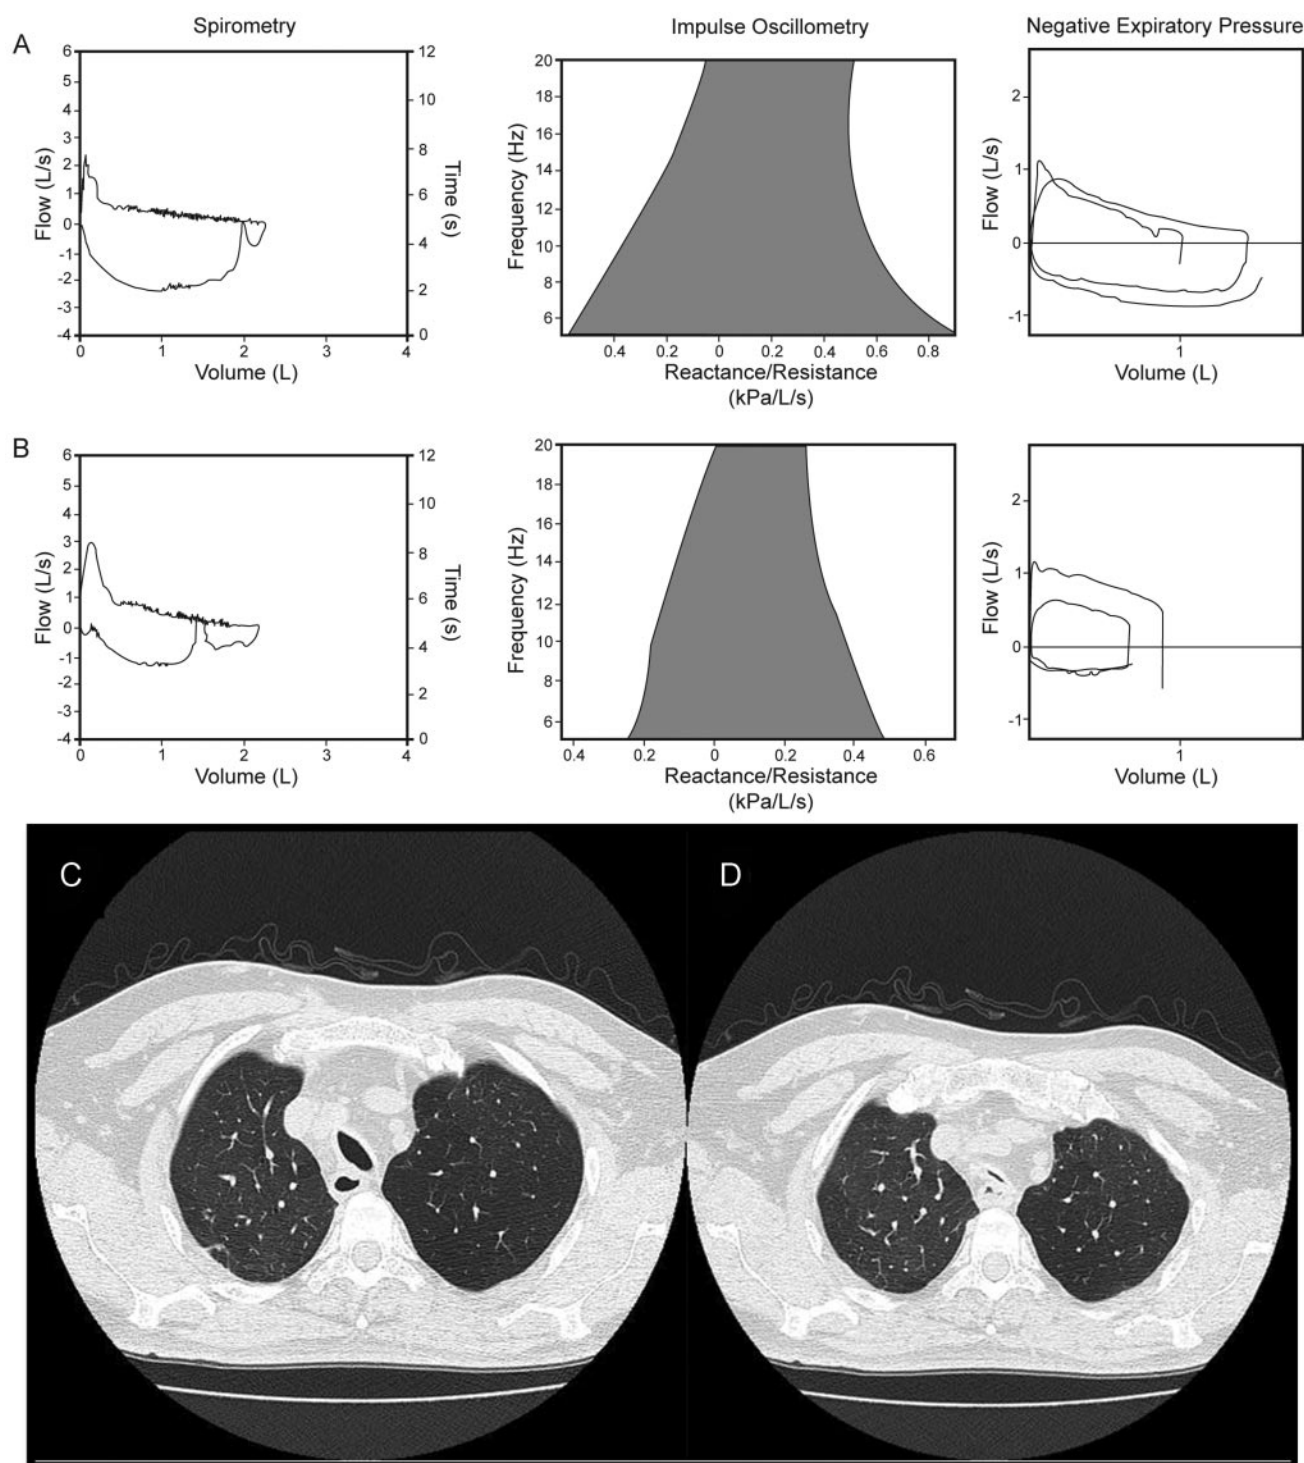 Spirometry
Impulse Oscillometry
Negative Expiratory Pressure
A
6
5
4
3
2
1
0
-1
-2
-3
-4
Flow (L/s)
12
10
8
6
4
2
0
Time (s)
0 1 2 3 4
Volume (L)
20
18
16
14
12
10
8
6
Frequency (Hz)
0.4 0 0.2 0.4 0.6 0.8
Reactance/Resistance
(kPa/L/s)
2
1
0
-1
Flow (L/s)
1
Volume (L)
B
6
5
4
3
2
1
0
-1
-2
-3
-4
Flow (L/s)
12
10
8
6
4
2
0
Time (s)
0 1 2 3 4
Volume (L)
20
18
16
14
12
10
8
6
Frequency (Hz)
0.4 0.2 0 0.2 0.4 0.6
Reactance/Resistance
(kPa/L/s)
2
1
0
-1
Flow (L/s)
1
Volume (L)
C
D